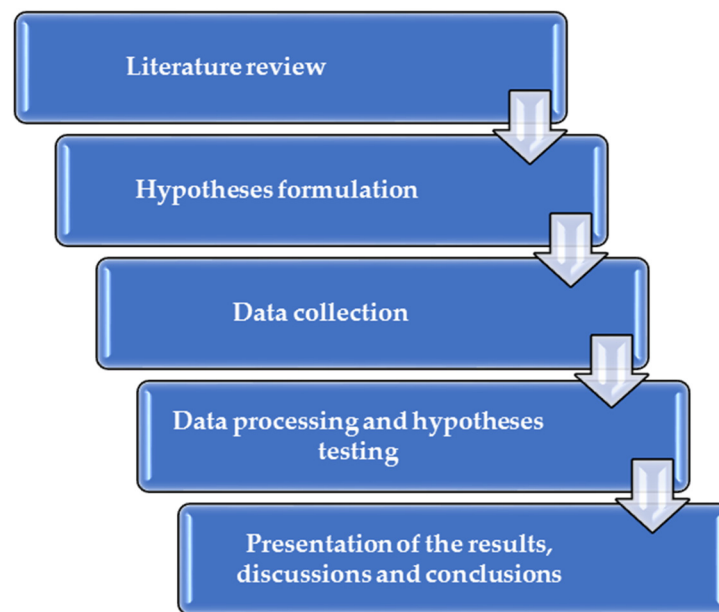 Literature review
Hypotheses formulation
Data collection
Data processing and hypotheses
testing
Presentation of the results,
discussions and conclusions